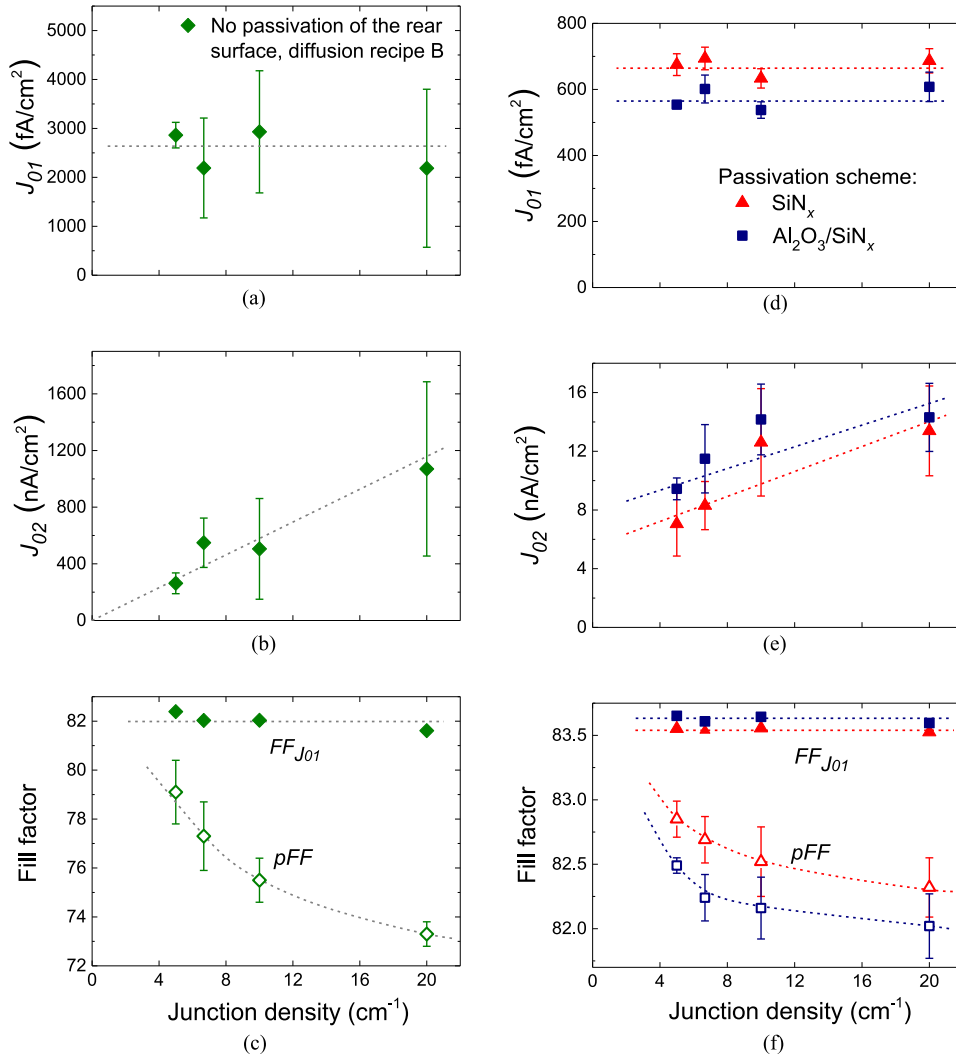 No passivation of the rear
surface, diffusion recipe B
J01 (fA/cm²)
5000
4000
3000
2000
1000
0
(a)
J02 (nA/cm²)
1600
1200
800
400
0
(b)
Fill factor
82
80
78
76
74
72
FFJ01
pFF
0 4 8 12 16 20
Junction density (cm⁻¹)
(c)
J01 (fA/cm²)
800
600
400
200
0
Passivation scheme:
SiNx
Al₂O₃/SiNx
(d)
J02 (nA/cm²)
16
12
8
4
0
(e)
Fill factor
83.5
83.0
82.5
82.0
FFJ01
pFF
0 4 8 12 16 20
Junction density (cm⁻¹)
(f)